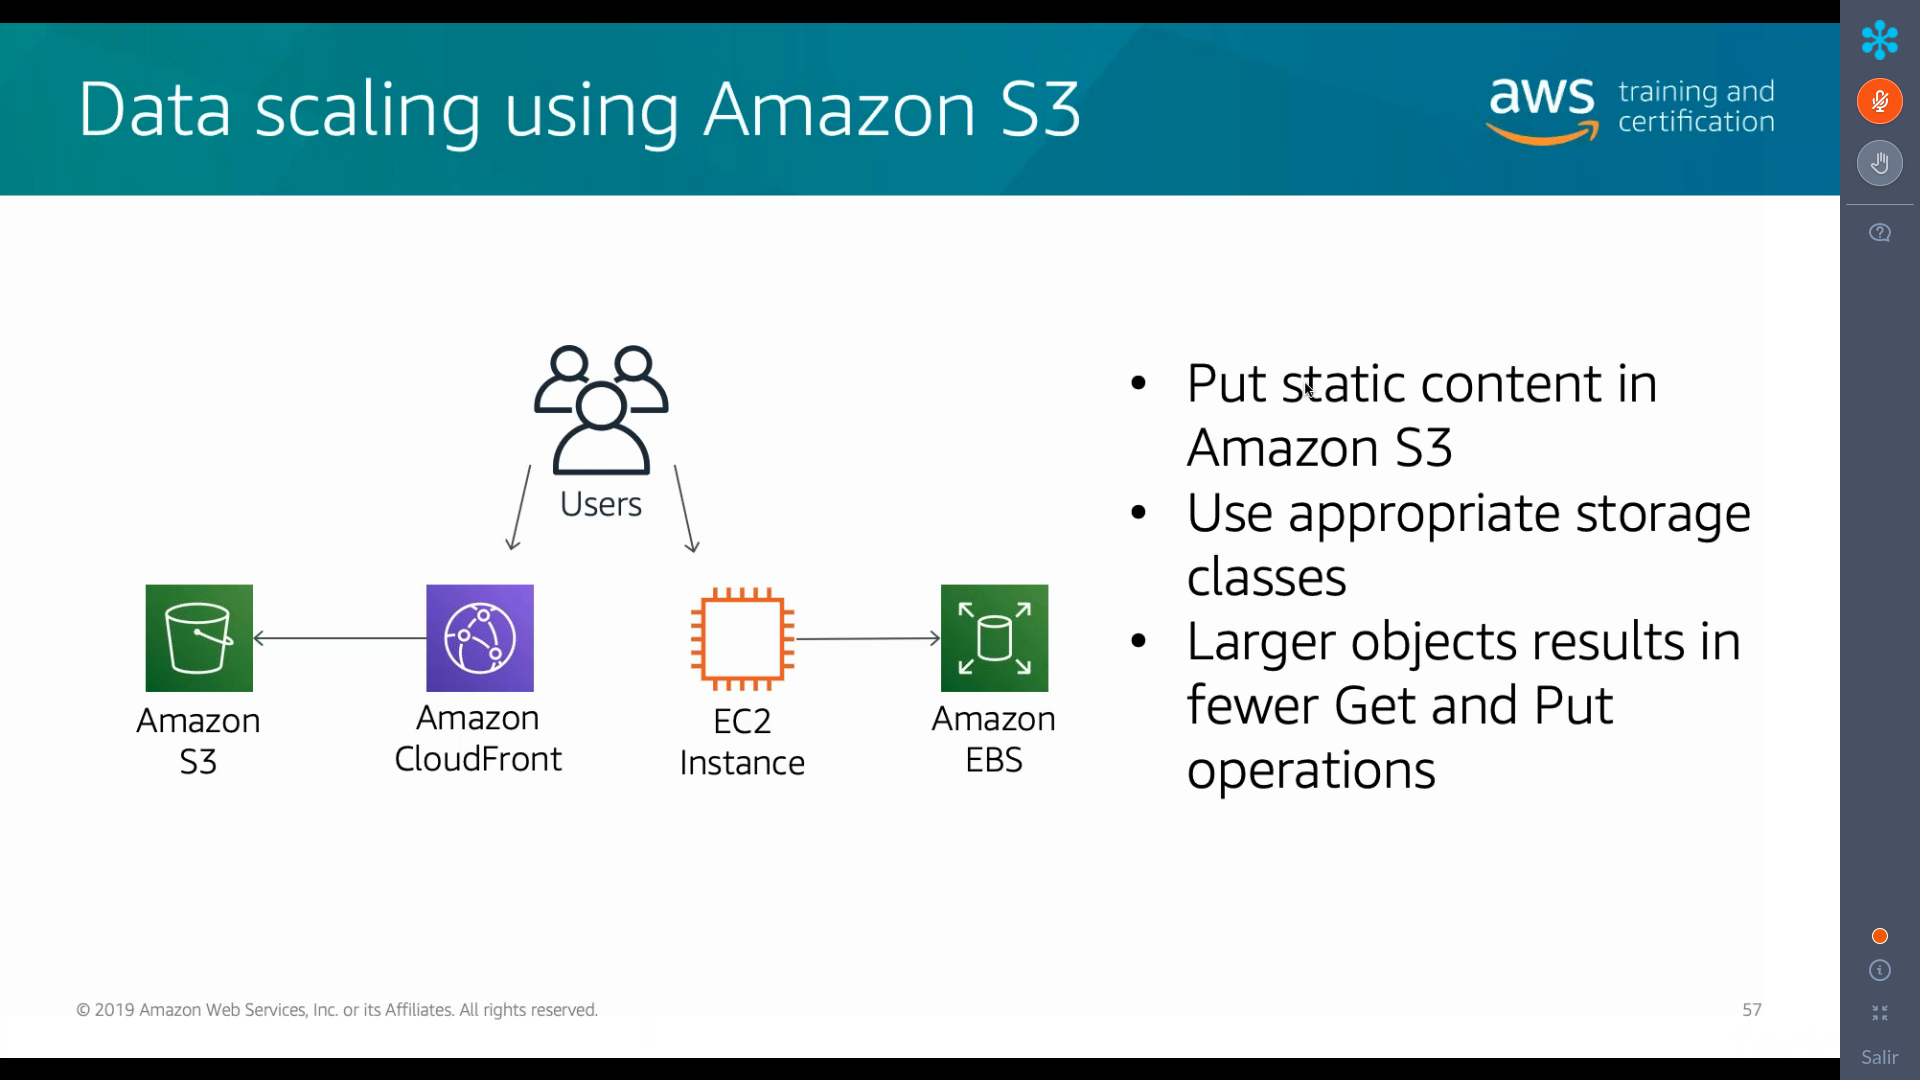 Data scaling using Amazon S3
aws training and
certification
Users
Amazon
S3
Amazon
CloudFront
EC2
Instance
Amazon
EBS
• Put static content in
Amazon S3
• Use appropriate storage
classes
• Larger objects results in
fewer Get and Put
operations
© 2019 Amazon Web Services, Inc. or its Affiliates. All rights reserved.
57
Salir